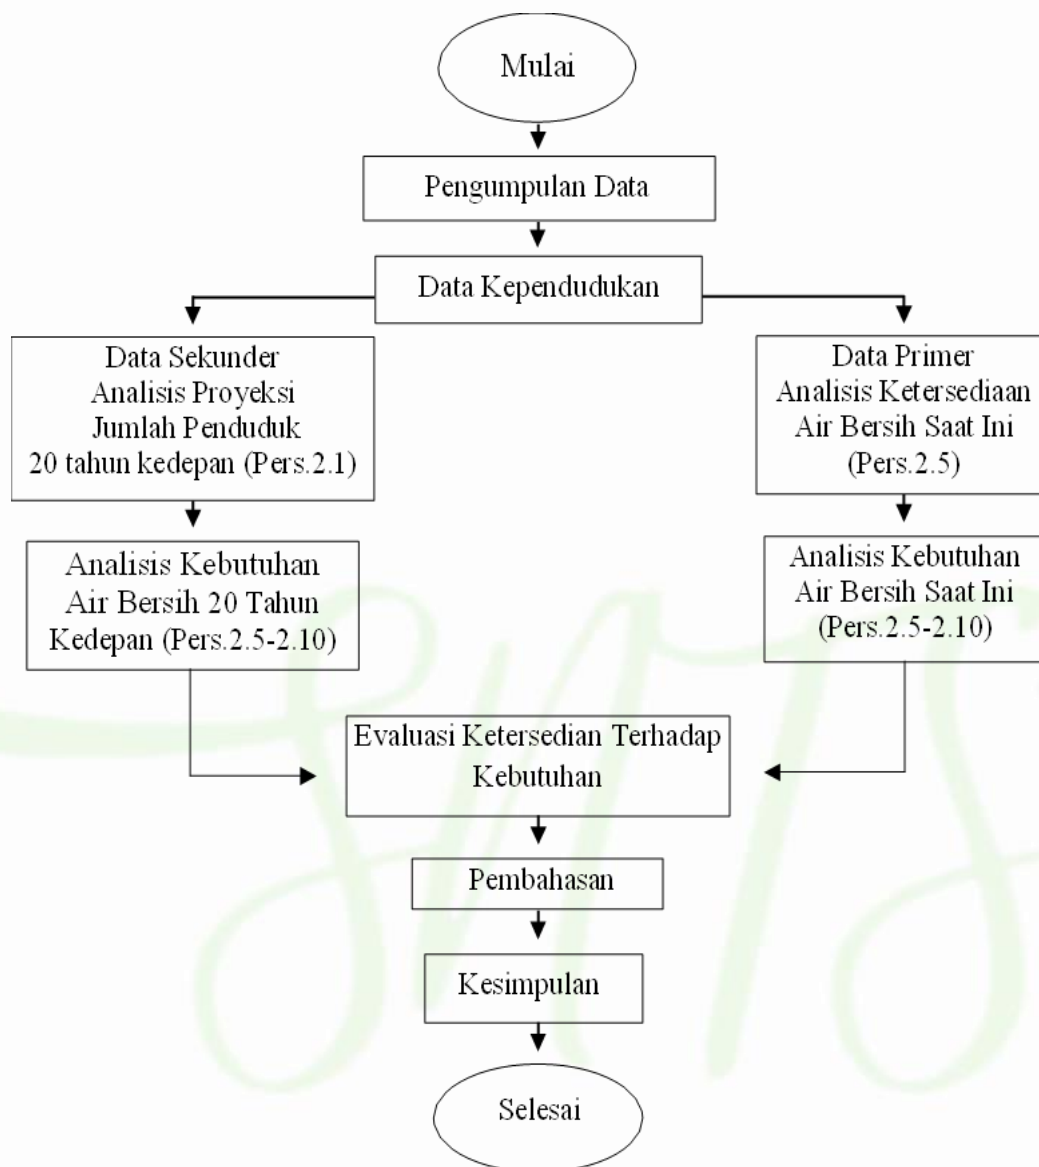 Mulai
Pengumpulan Data
Data Kependudukan
Data Sekunder
Analisis Proyeksi
Jumlah Penduduk
20 tahun kedepan (Pers.2.1)
Data Primer
Analisis Ketersediaan
Air Bersih Saat Ini
(Pers.2.5)
Analisis Kebutuhan
Air Bersih 20 Tahun
Kedepan (Pers.2.5-2.10)
Analisis Kebutuhan
Air Bersih Saat Ini
(Pers.2.5-2.10)
Evaluasi Ketersedian Terhadap
Kebutuhan
Pembahasan
Kesimpulan
Selesai
SNTS